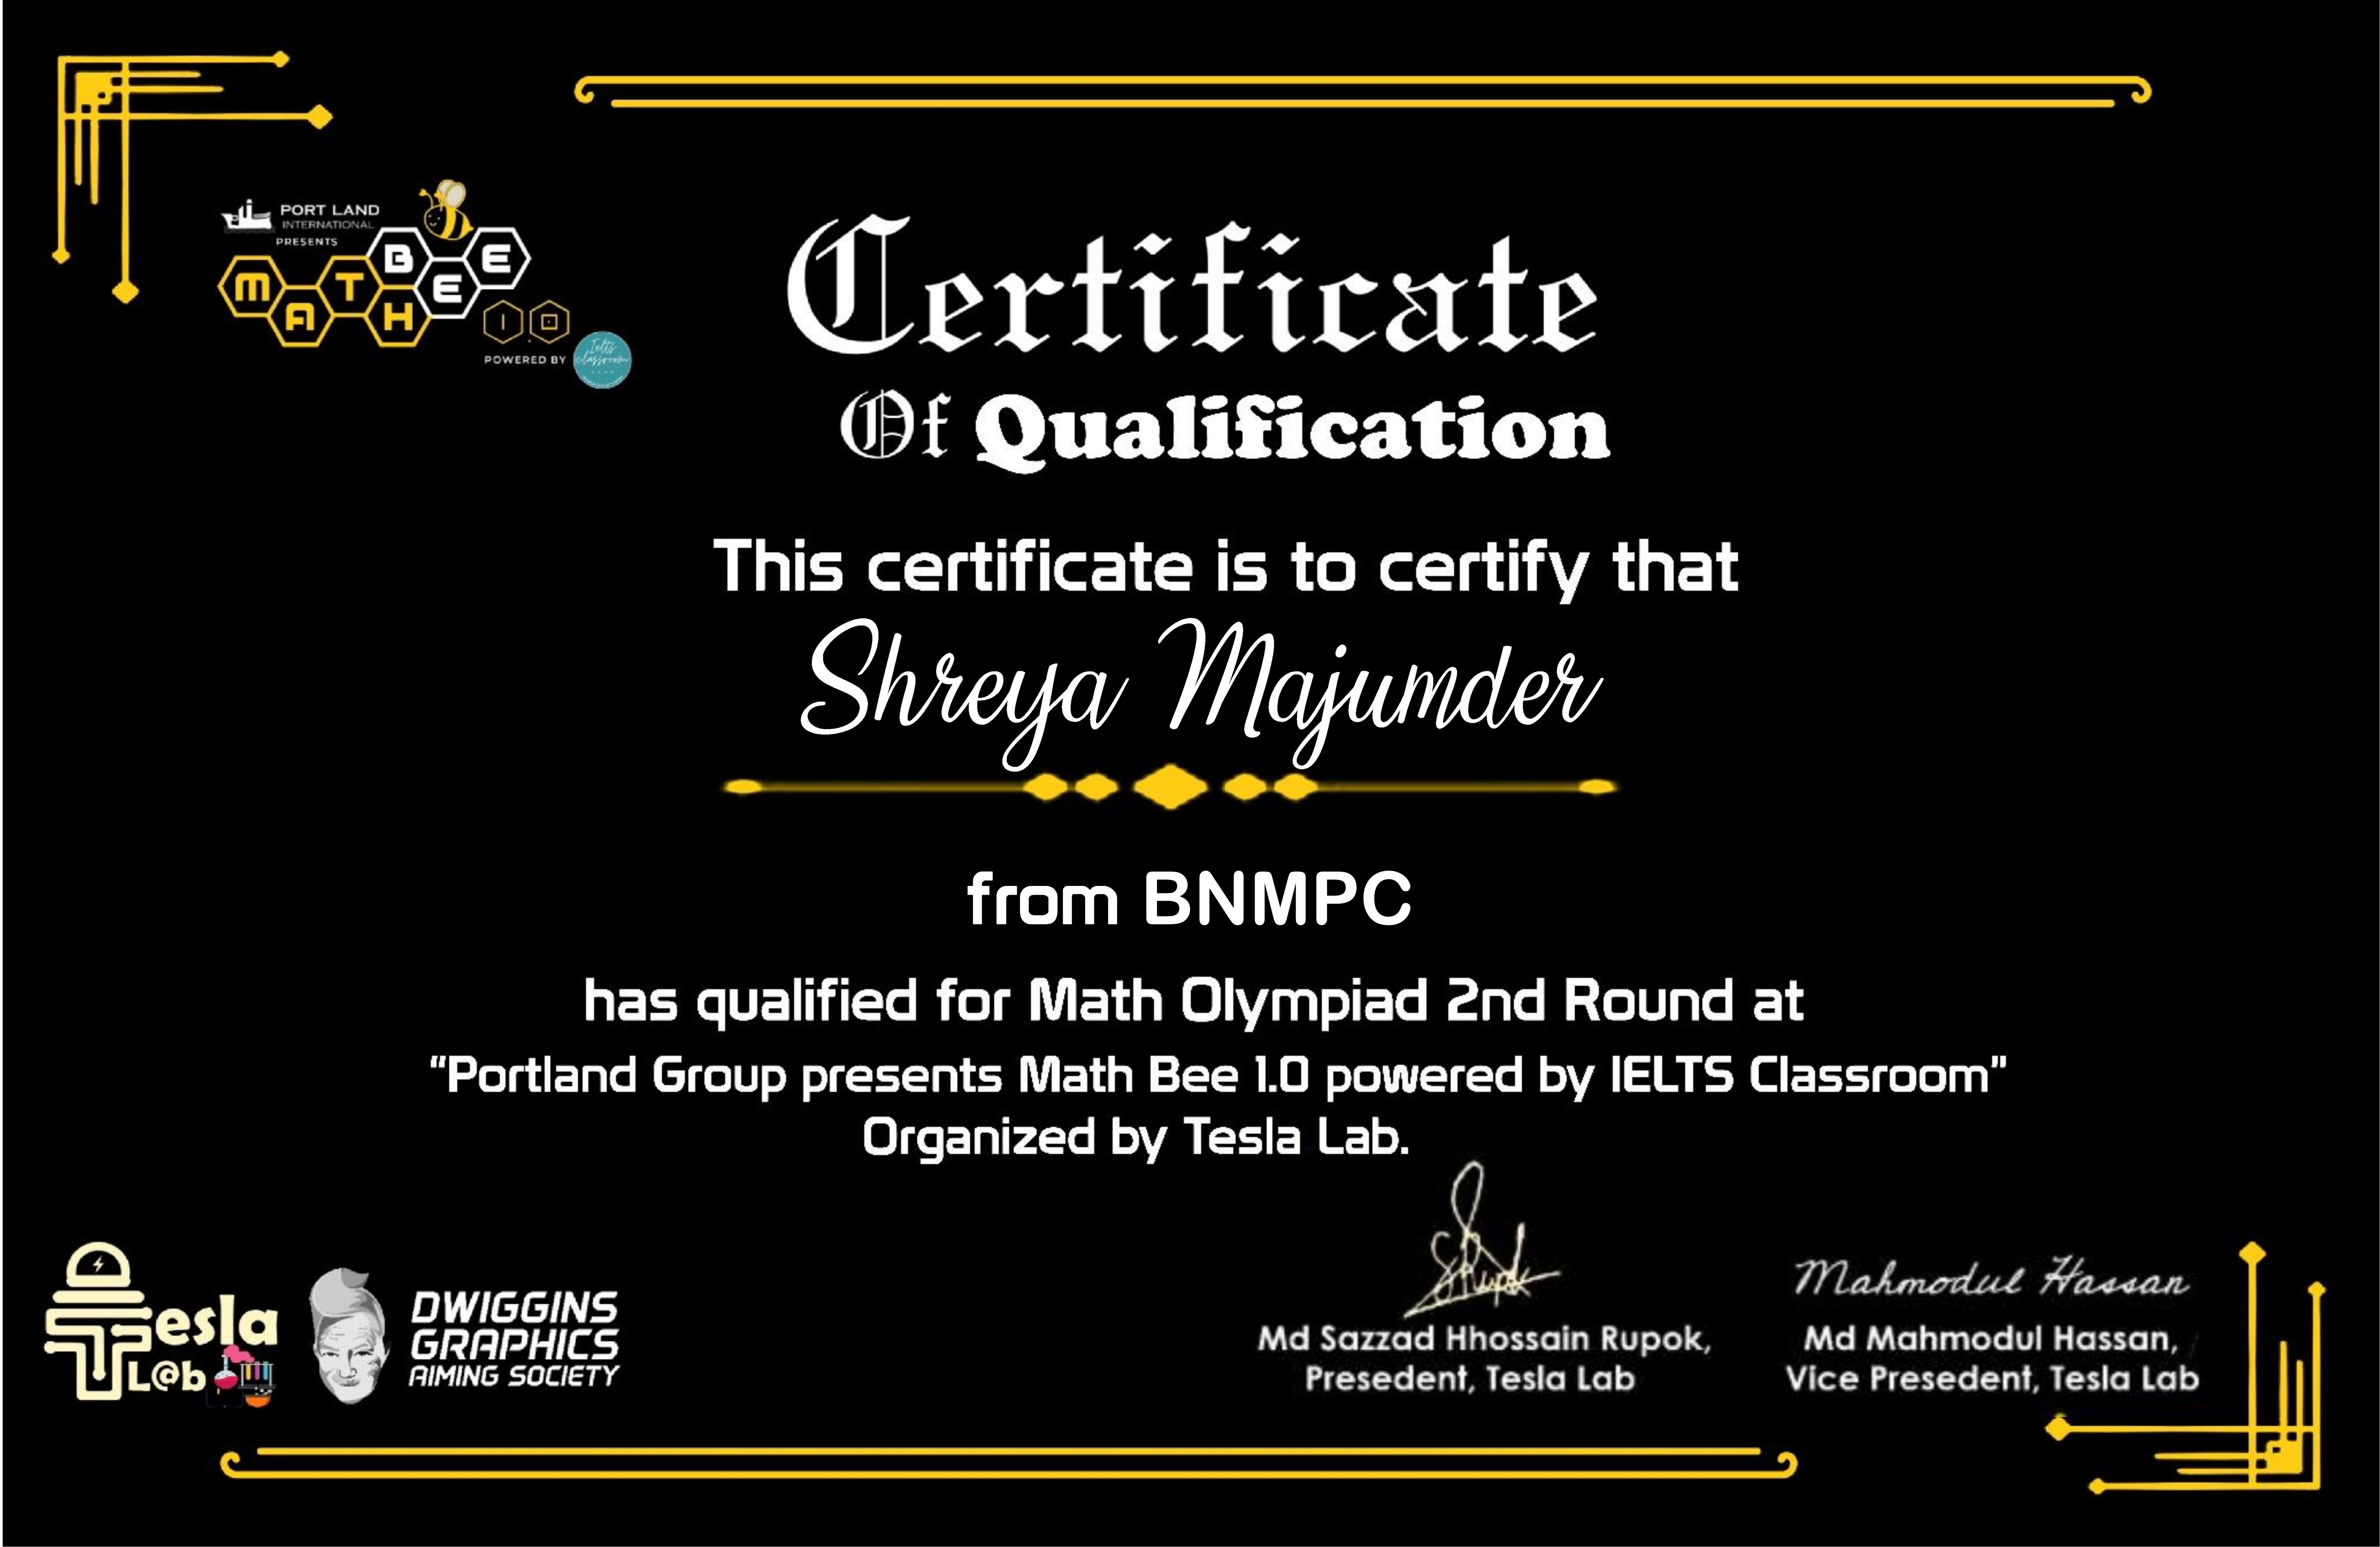 PORT LAND
INTERNATIONAL
PRESENTS
MATH BEE
1.0
POWERED BY
Ielts
classroom
Certificate
Of Qualification
This certificate is to certify that
Shreya Majumder
from BNMPC
has qualified for Math Olympiad 2nd Round at
“Portland Group presents Math Bee 1.0 powered by IELTS Classroom”
Organized by Tesla Lab.
Tesla
L@b
DWIGGINS
GRAPHICS
AIMING SOCIETY
Md Sazzad Hhossain Rupok,
Presedent, Tesla Lab
Mahmodul Hassan
Md Mahmodul Hassan,
Vice Presedent, Tesla Lab